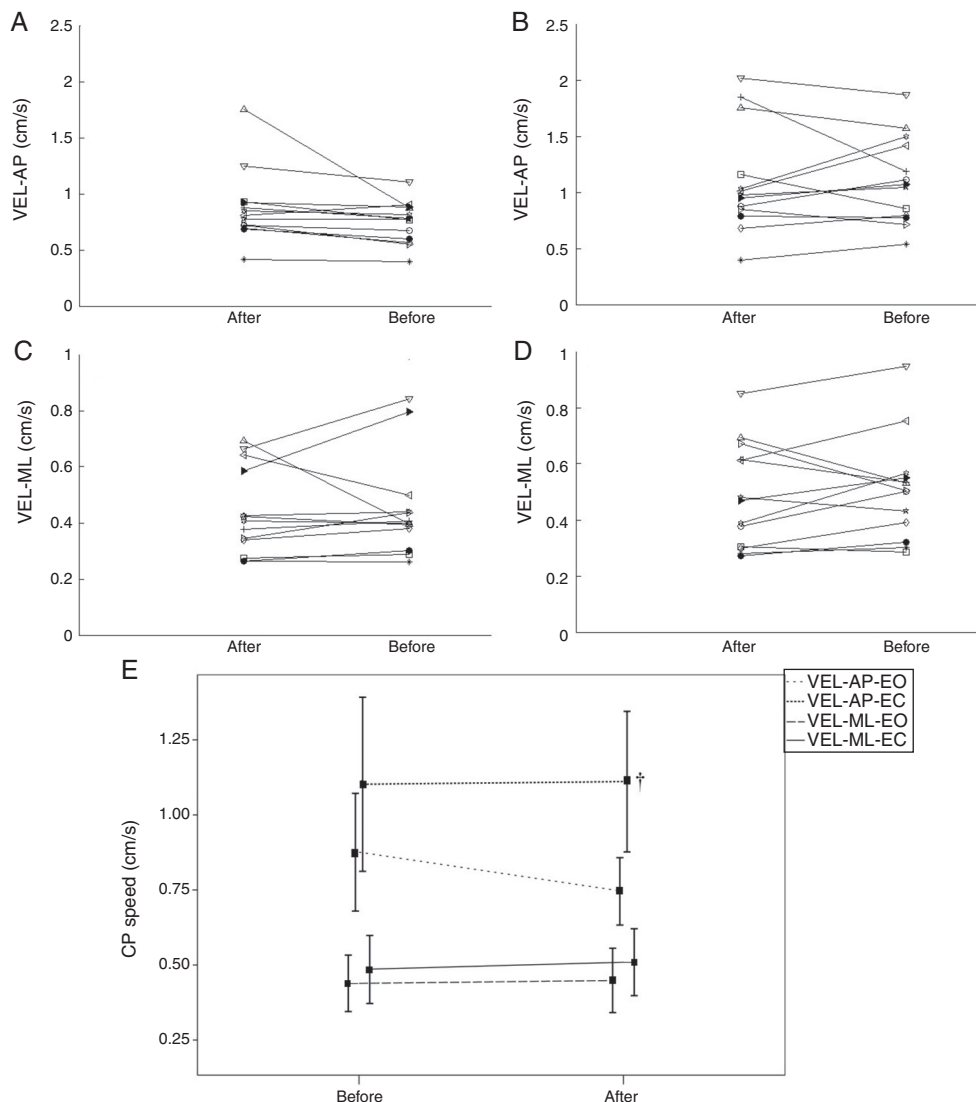 A
VEL-AP (cm/s)
2.5
2
1.5
1
0.5
0
After
Before
B
VEL-AP (cm/s)
2.5
2
1.5
1
0.5
0
After
Before
C
VEL-ML (cm/s)
1
0.8
0.6
0.4
0.2
0
After
Before
D
VEL-ML (cm/s)
1
0.8
0.6
0.4
0.2
0
After
Before
E
CP speed (cm/s)
1.25
1.00
0.75
0.50
0.25
†
Before
After
VEL-AP-EO
VEL-AP-EC
VEL-ML-EO
VEL-ML-EC